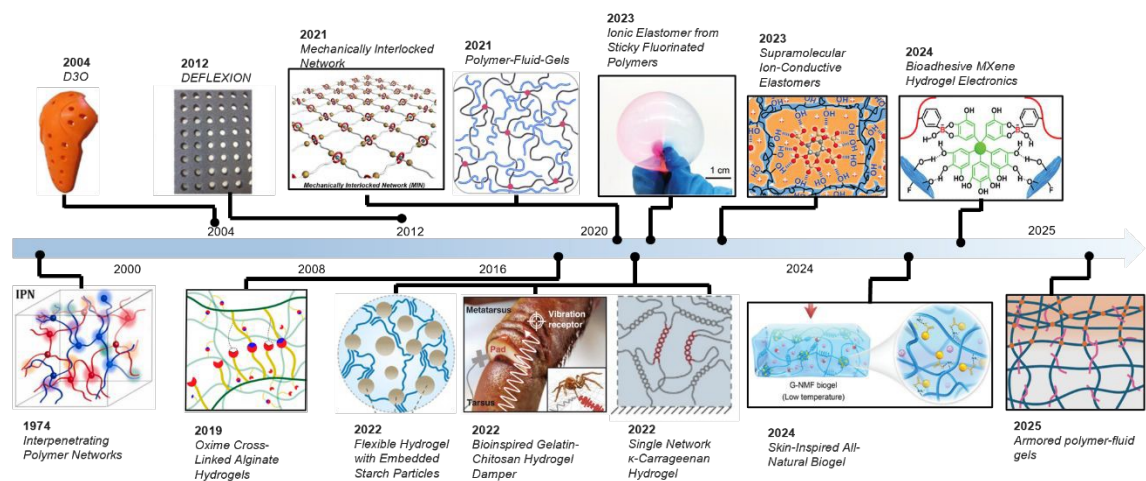 2004
D3O
2012
DEFLEXION
2021
Mechanically Interlocked
Network
Mechanically Interlocked Network (MIN)
2021
Polymer-Fluid-Gels
2023
Ionic Elastomer from
Sticky Fluorinated
Polymers
1 cm
2023
Supramolecular
Ion-Conductive
Elastomers
2024
Bioadhesive MXene
Hydrogel Electronics
2004
2012
2020
2025
2000
2008
2016
2024
IPN
1974
Interpenetrating
Polymer Networks
2019
Oxime Cross-
Linked Alginate
Hydrogels
2022
Flexible Hydrogel
with Embedded
Starch Particles
Metatarsus
Vibration
receptor
Pad
Tarsus
2022
Bioinspired Gelatin-
Chitosan Hydrogel
Damper
2022
Single Network
κ-Carrageenan
Hydrogel
G-NMF biogel
(Low temperature)
2024
Skin-Inspired All-
Natural Biogel
2025
Armored polymer-fluid
gels